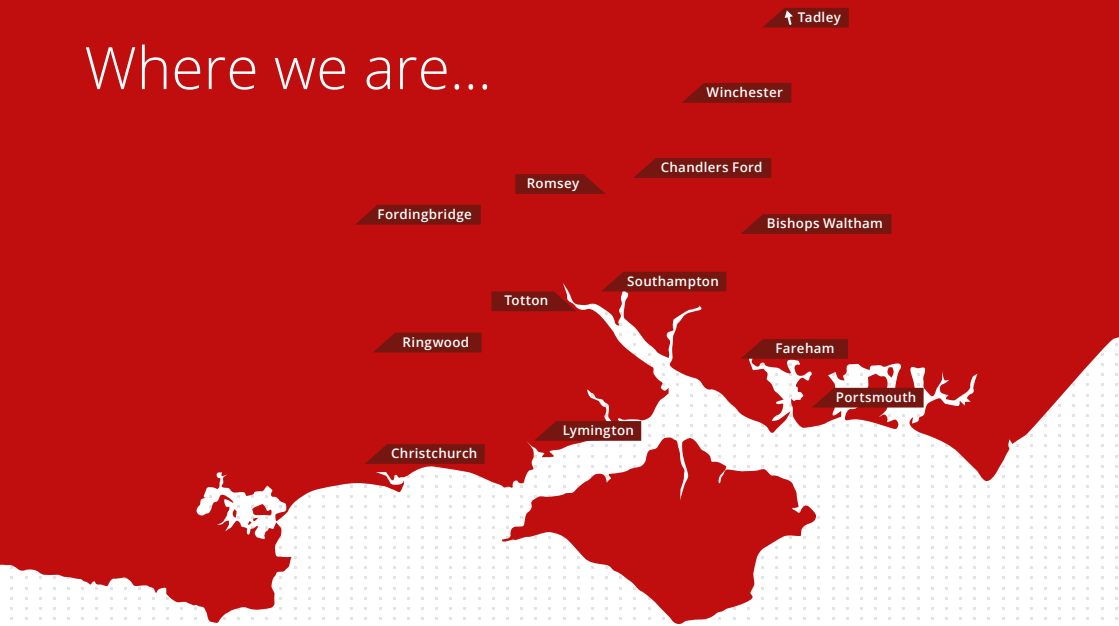 Tadley
Where we are...
Winchester
Chandlers Ford
Romsey
Fordingbridge
Bishops Waltham
Southampton
Totton
Ringwood
Fareham
Portsmouth
Lymington
Christchurch